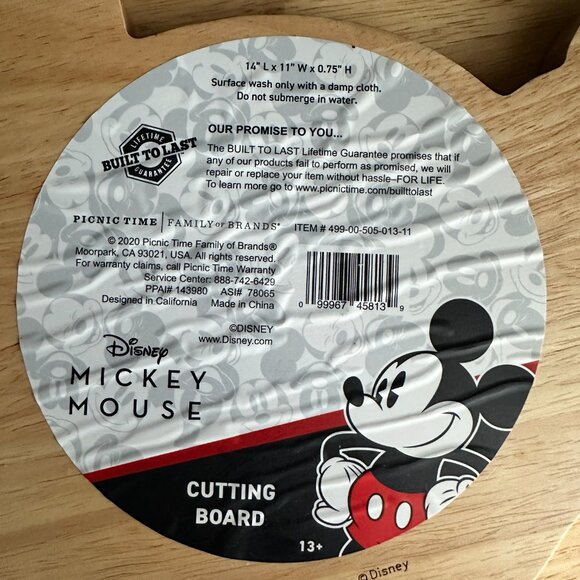 14" L x 11" W x 0.75" H
Surface wash only with a damp cloth.
Do not submerge in water.
LIFETIME
BUILT TO LAST
GUARANTEE
OUR PROMISE TO YOU...
The BUILT TO LAST Lifetime Guarantee promises that if
any of our products fail to perform as promised, we will
repair or replace your item without hassle–FOR LIFE.
To learn more go to www.picnictime.com/builttolast
PICNIC TIME | FAMILY OF BRANDS®
ITEM # 499-00-505-013-11
© 2020 Picnic Time Family of Brands®
Moorpark, CA 93021, USA. All rights reserved.
For warranty claims, call Picnic Time Warranty
Service Center: 888-742-6429
PPAI# 143980 ASI# 78065
Designed in California Made in China
0 99967 45813 9
©DISNEY
www.Disney.com
Disney
MICKEY
MOUSE
CUTTING
BOARD
13+
© Disney